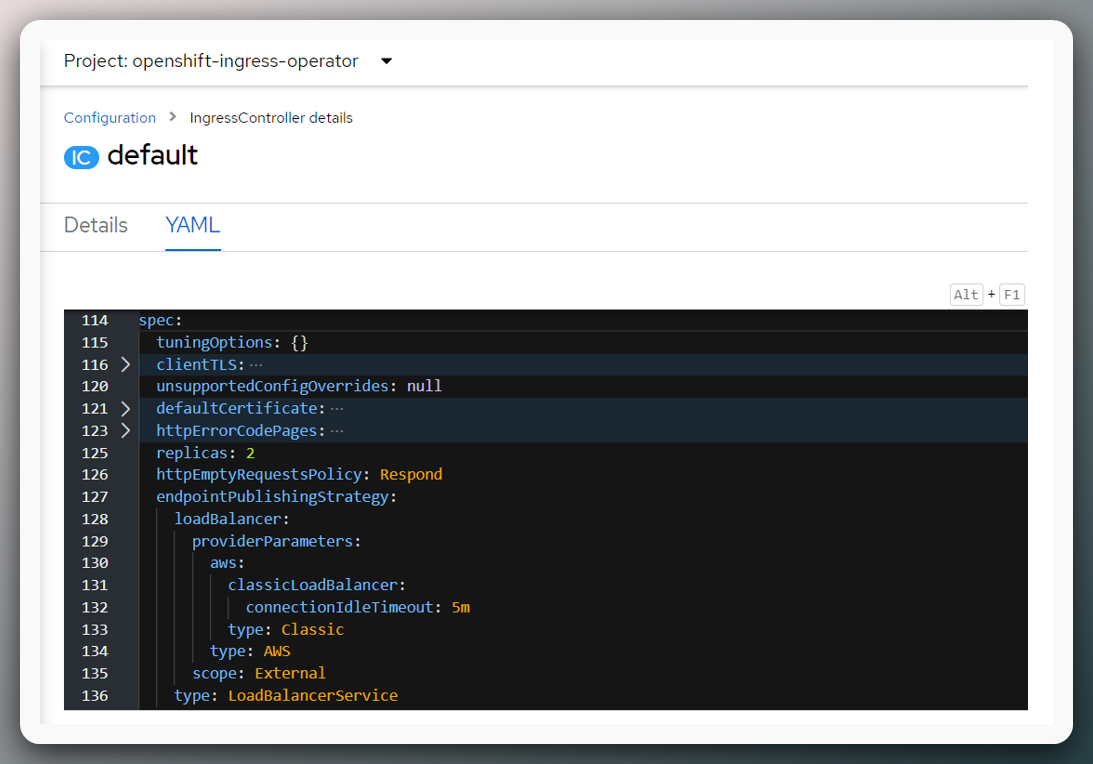 Project: openshift-ingress-operator
Configuration > IngressController details
IC default
Details YAML
Alt + F1
114 spec:
115 tuningOptions: {}
116 > clientTLS: ···
120 unsupportedConfigOverrides: null
121 > defaultCertificate: ···
123 > httpErrorCodePages: ···
125 replicas: 2
126 httpEmptyRequestsPolicy: Respond
127 endpointPublishingStrategy:
128 loadBalancer:
129 providerParameters:
130 aws:
131 classicLoadBalancer:
132 connectionIdleTimeout: 5m
133 type: Classic
134 type: AWS
135 scope: External
136 type: LoadBalancerService